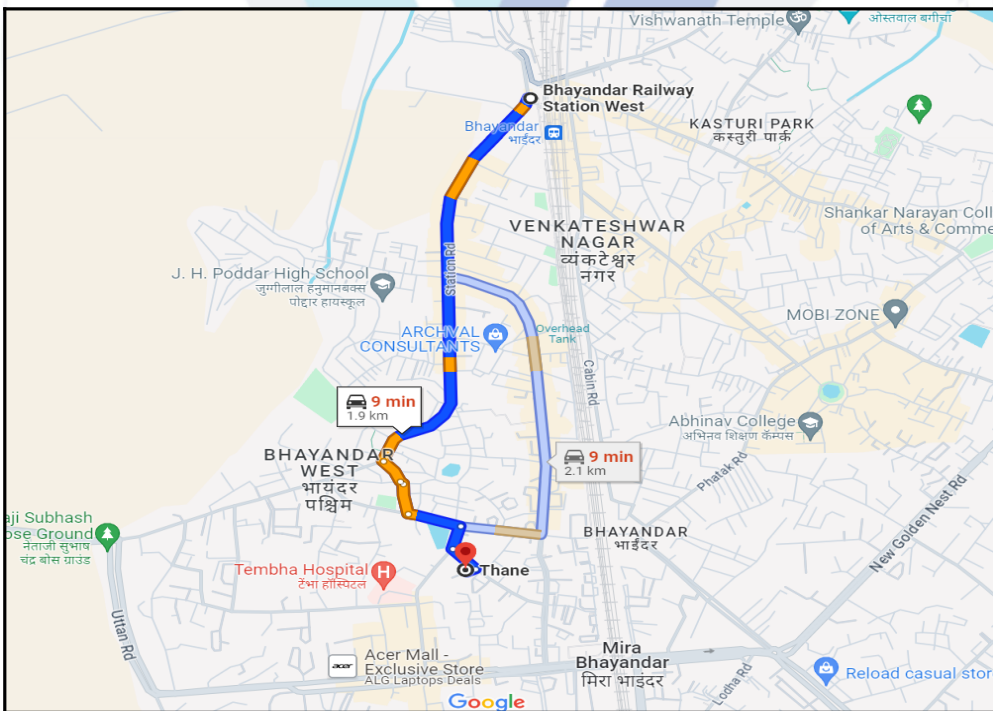 Vishwanath Temple
ओस्तवाल बगीचा
Bhayandar Railway
Station West
Bhayandar
भाईंदर
KASTURI PARK
कस्तुरी पार्क
VENKATESHWAR
NAGAR
व्यंकटेश्वर
नगर
Shankar Narayan Coll
of Arts & Comme
Station Rd
J. H. Poddar High School
जुग्गीलाल हनुमानबक्स
पोद्दार हायस्कूल
MOBI ZONE
ARCHVAL
CONSULTANTS
Overhead
Tank
Cabin Rd
9 min
1.9 km
Abhinav College
अभिनव शिक्षण कॅम्पस
BHAYANDAR
WEST
भायंदर
पश्चिम
9 min
2.1 km
Phatak Rd
New Golden Nest Rd
aji Subhash
ose Ground
नेताजी सुभाष
चंद्र बोस ग्राउंड
BHAYANDAR
भाईंदर
Tembha Hospital
टेंभा हॉस्पिटल
H
Thane
Uttan Rd
Mira
Bhayandar
मिरा भाइंदर
acer
Acer Mall -
Exclusive Store
ALG Laptops Deals
Lodha Rd
Reload casual stor
Google